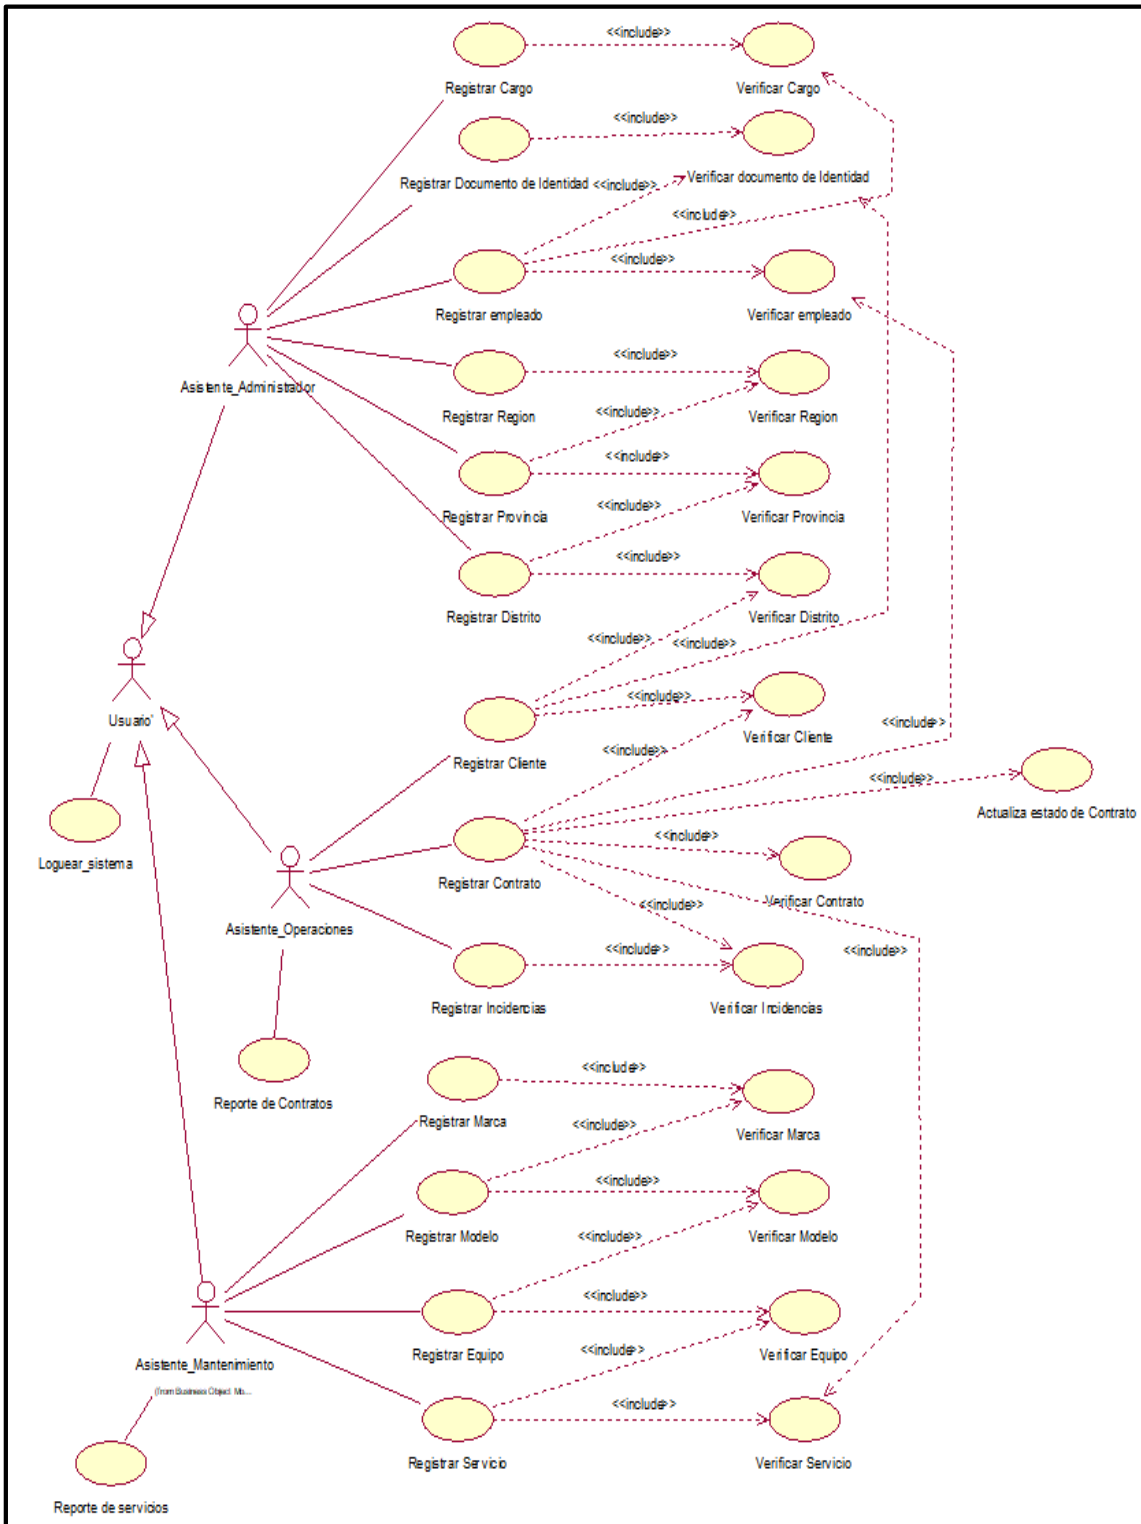 <<include>>
Registrar Cargo
Verificar Cargo
<<include>>
Registrar Documento de Identidad
Verificar documento de Identidad
<<include>>
<<include>>
<<include>>
Registrar empleado
Verificar empleado
Asistente_Administrador
<<include>>
Registrar Region
Verificar Region
<<include>>
<<include>>
Registrar Provincia
Verificar Provincia
<<include>>
<<include>>
Registrar Distrito
Verificar Distrito
<<include>>
<<include>>
<<include>>
Usuario'
Registrar Cliente
Verificar Cliente
<<include>>
<<include>>
<<include>>
Actualiza estado de Contrato
<<include>>
Loguear_sistema
Registrar Contrato
Verificar Contrato
<<include>>
<<include>>
Asistente_Operaciones
<<include>>
Registrar Incidencias
Verificar Incidencias
<<include>>
Reporte de Contratos
Registrar Marca
Verificar Marca
<<include>>
<<include>>
Registrar Modelo
Verificar Modelo
<<include>>
<<include>>
Registrar Equipo
Verificar Equipo
<<include>>
Asistente_Mantenimiento
(from Business Object Mo...
<<include>>
Registrar Servicio
Verificar Servicio
Reporte de servicios